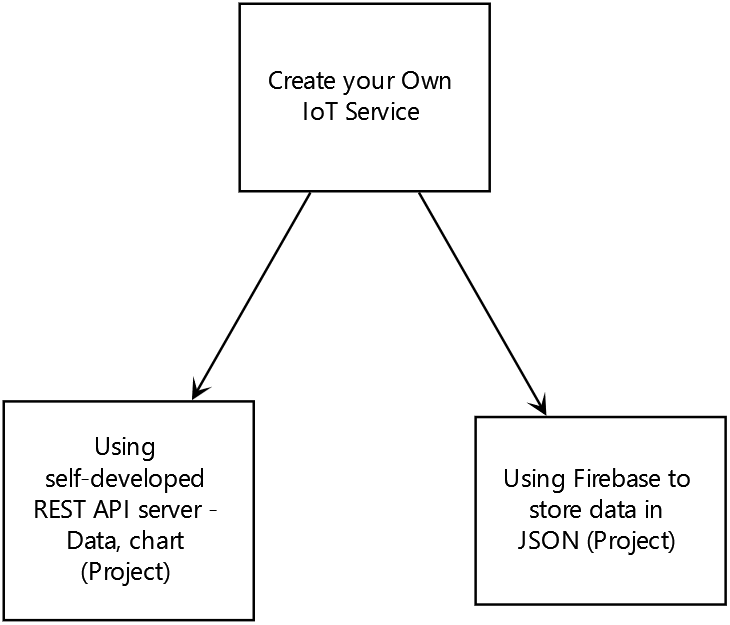 Create your Own
IoT Service
Using
self-developed
REST API server -
Data, chart
(Project)
Using Firebase to
store data in
JSON (Project)